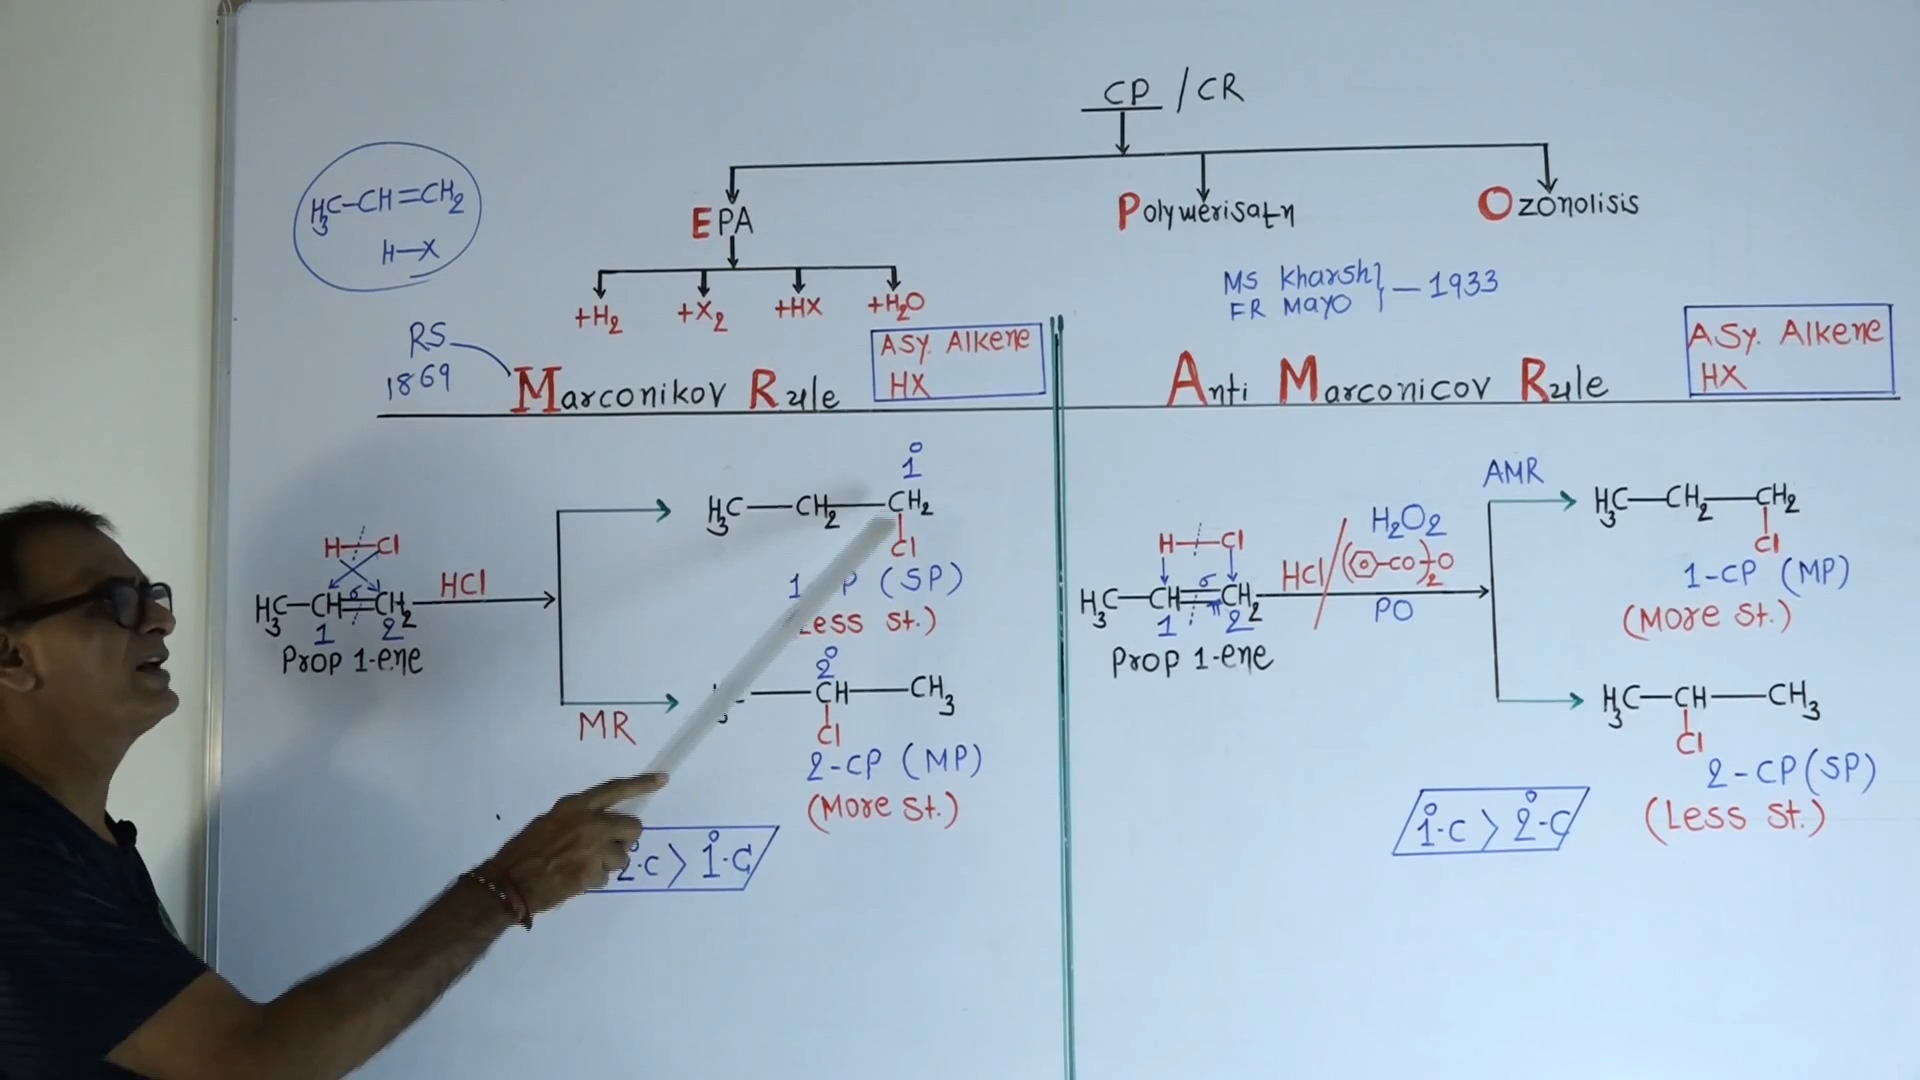 CP / CR
EPA
Polymerisatn
Ozonolisis
+H2
+X2
+HX
+H2O
H3C–CH=CH2
H–X
RS
1869
MS Kharsh
FR Mayo
} – 1933
Marconikov Rule
ASy. Alkene
HX
Anti Marconicov Rule
ASy. Alkene
HX
H–Cl
H3C–CH=CH2
σ
1 2
Prop 1-ene
HCl
1°
H3C–CH2–CH2
Cl
1 P (SP)
ess St.)
MR
2°
CH–CH3
Cl
2-CP (MP)
(More St.)
2·C > 1°·C
H–Cl
H3C–CH=CH2
σ
π
1 2
Prop 1-ene
H2O2
HCl/(⌬-CO)2O
PO
AMR
H3C–CH2–CH2
Cl
1-CP (MP)
(More St.)
H3C–CH–CH3
Cl
2-CP (SP)
(Less St.)
1°·C > 2°·C